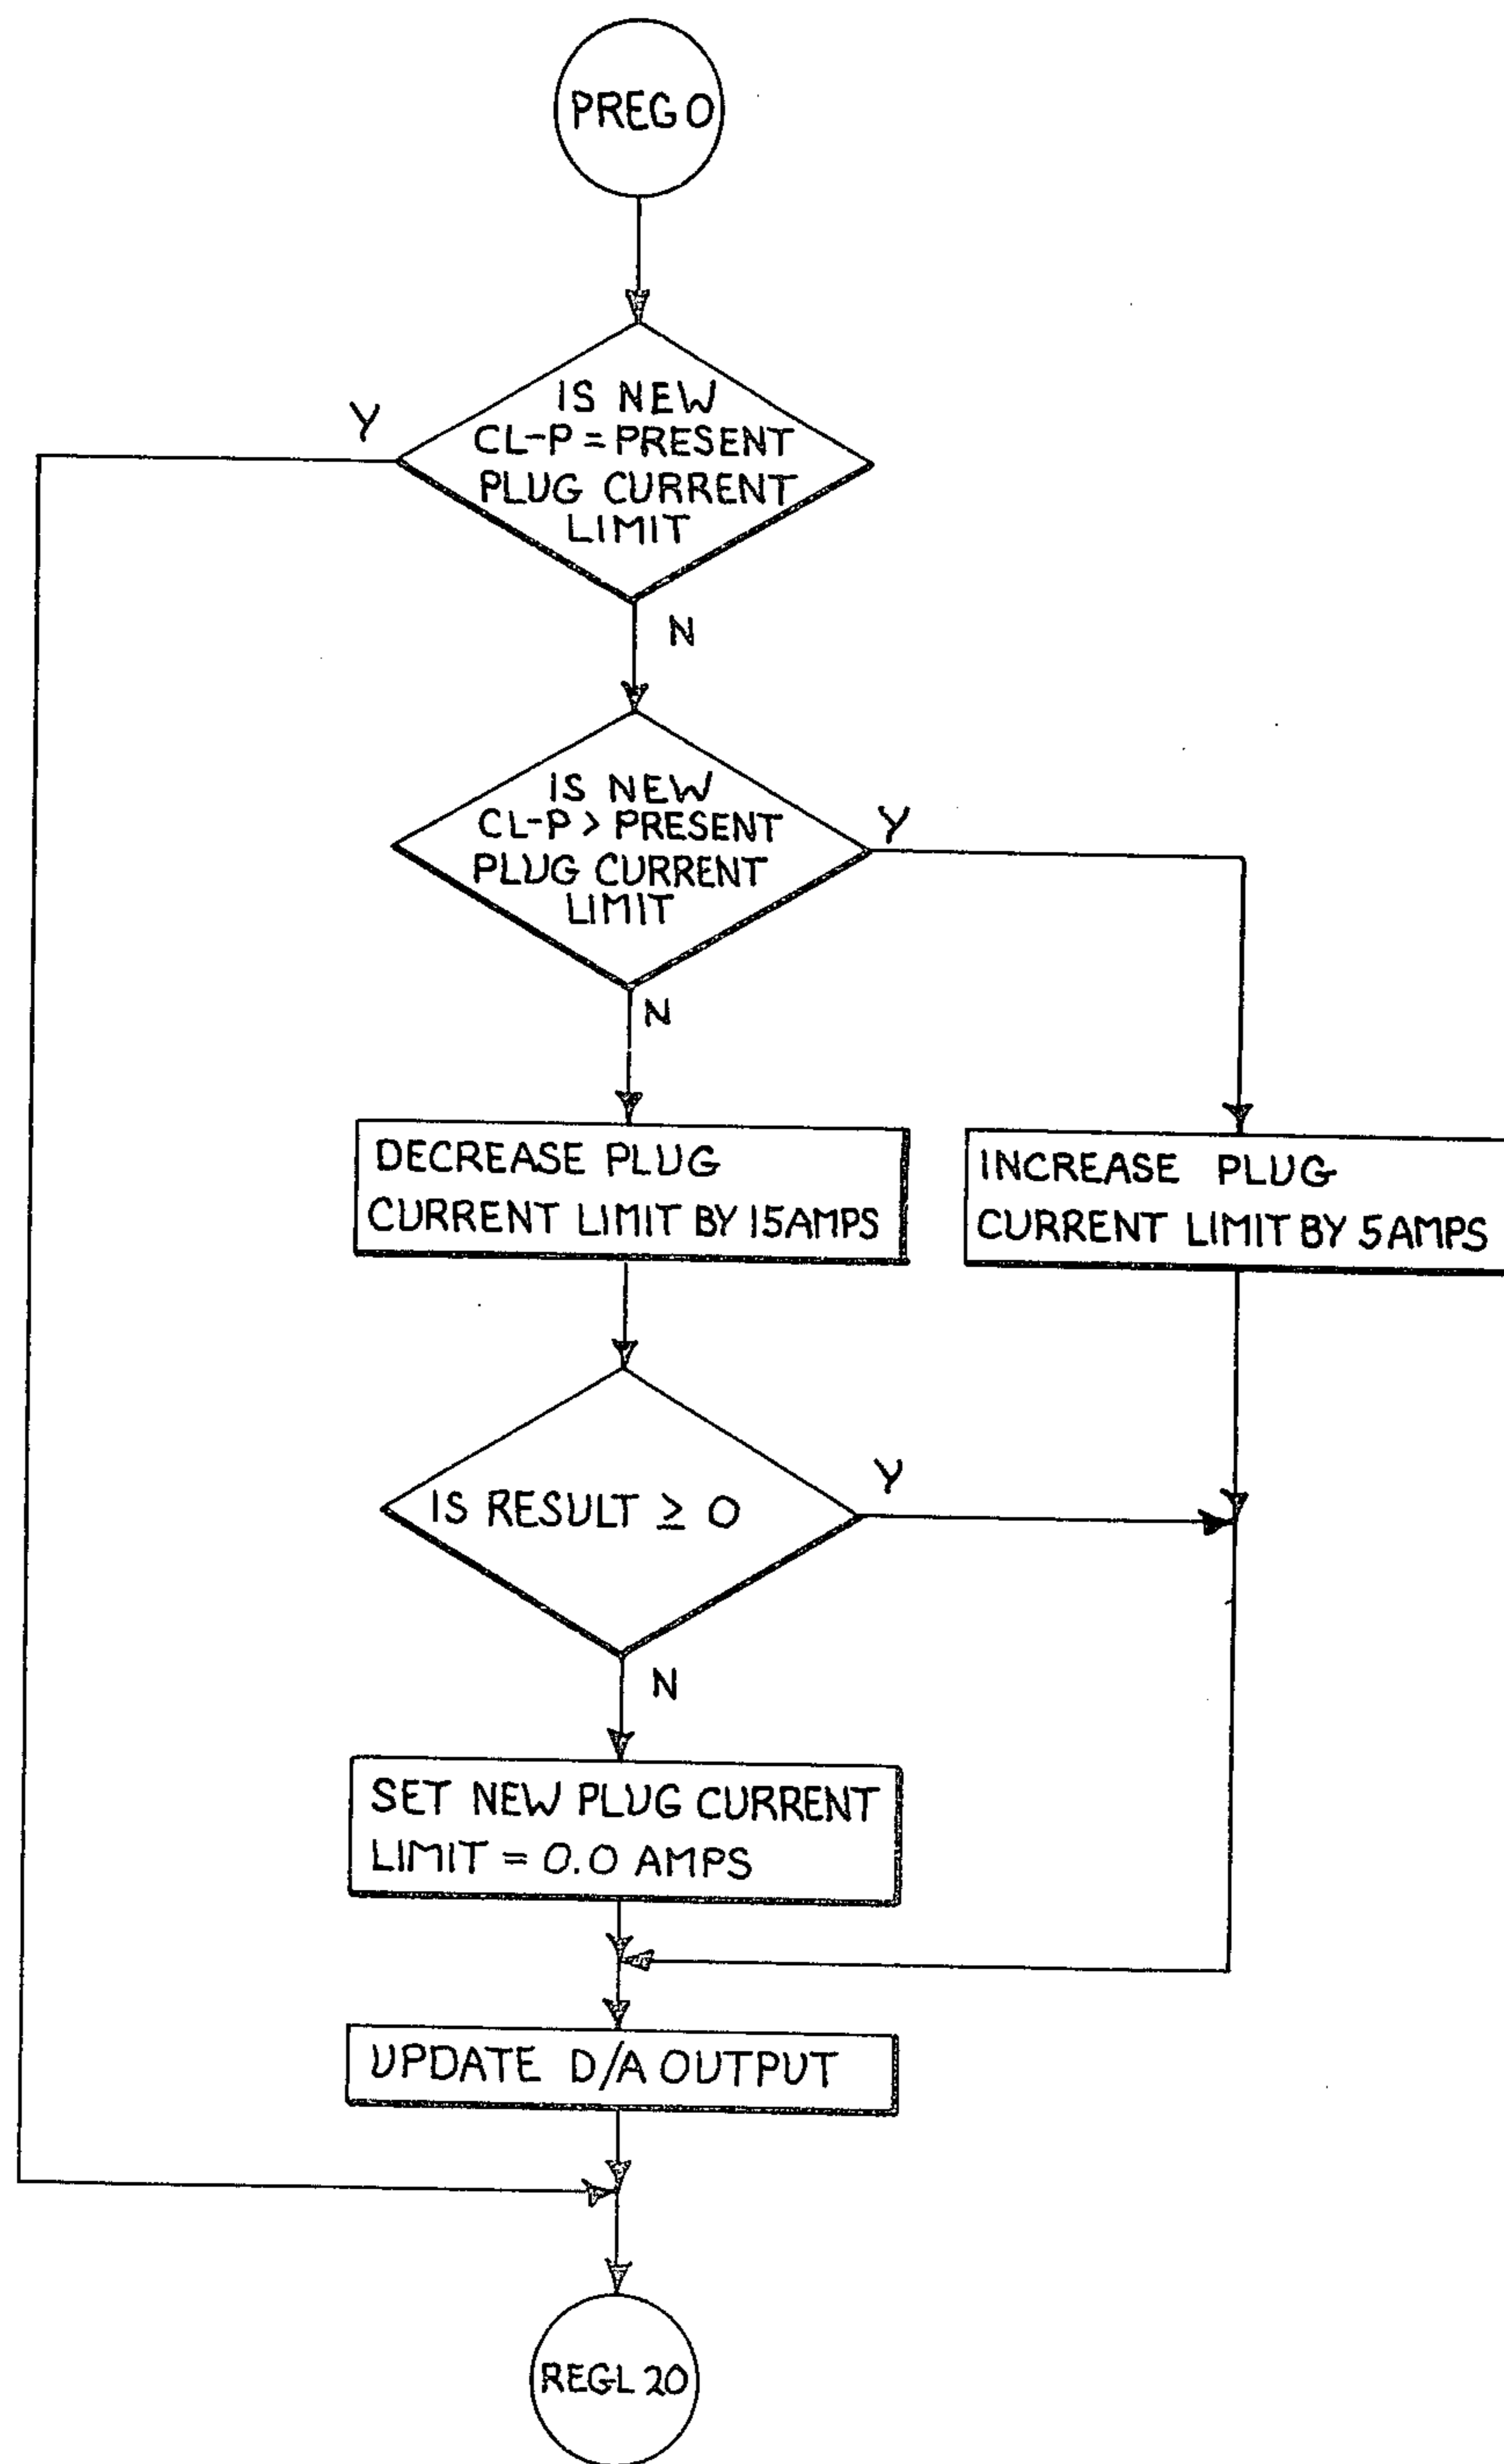 PREG 0
IS NEW
CL-P = PRESENT
PLUG CURRENT
LIMIT
Y
N
IS NEW
CL-P > PRESENT
PLUG CURRENT
LIMIT
Y
N
DECREASE PLUG
CURRENT LIMIT BY 15AMPS
INCREASE PLUG
CURRENT LIMIT BY 5AMPS
IS RESULT ≥ 0
Y
N
SET NEW PLUG CURRENT
LIMIT = 0.0 AMPS
UPDATE D/A OUTPUT
REGL 20